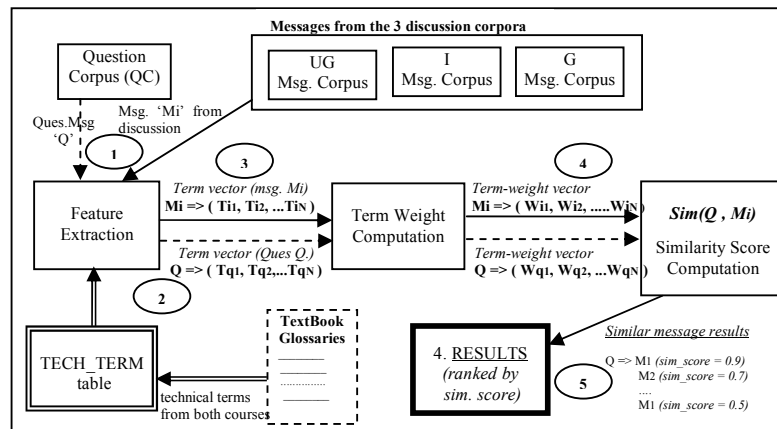 Messages from the 3 discussion corpora
Question
Corpus (QC)
UG
Msg. Corpus
I
Msg. Corpus
G
Msg. Corpus
Ques.Msg
‘Q’
Msg. ‘Mi’ from
discussion
1
3
4
Feature
Extraction
Term vector (msg. Mi)
Mi => ( Ti1, Ti2, ...TiN)
Term vector (Ques Q.)
Q => ( Tq1, Tq2,...TqN)
2
Term Weight
Computation
Term-weight vector
Mi => ( Wi1, Wi2, .....WiN)
Term-weight vector
Q => ( Wq1, Wq2, ...WqN)
Sim(Q , Mi)
Similarity Score
Computation
TECH_TERM
table
technical terms
from both courses
TextBook
Glossaries
4. RESULTS
(ranked by
sim. score)
5
Similar message results
Q => M1 (sim_score = 0.9)
M2 (sim_score = 0.7)
....
M1 (sim_score = 0.5)